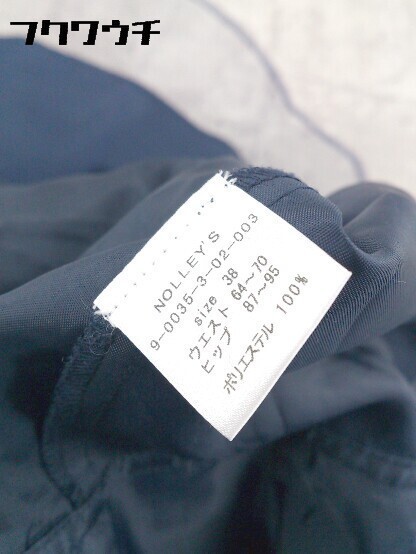 フクワウチ
NOLLEY'S
9-0035-3-02-003
size 38
ウエスト 64～70
ヒップ 87～95
ポリエステル 100%